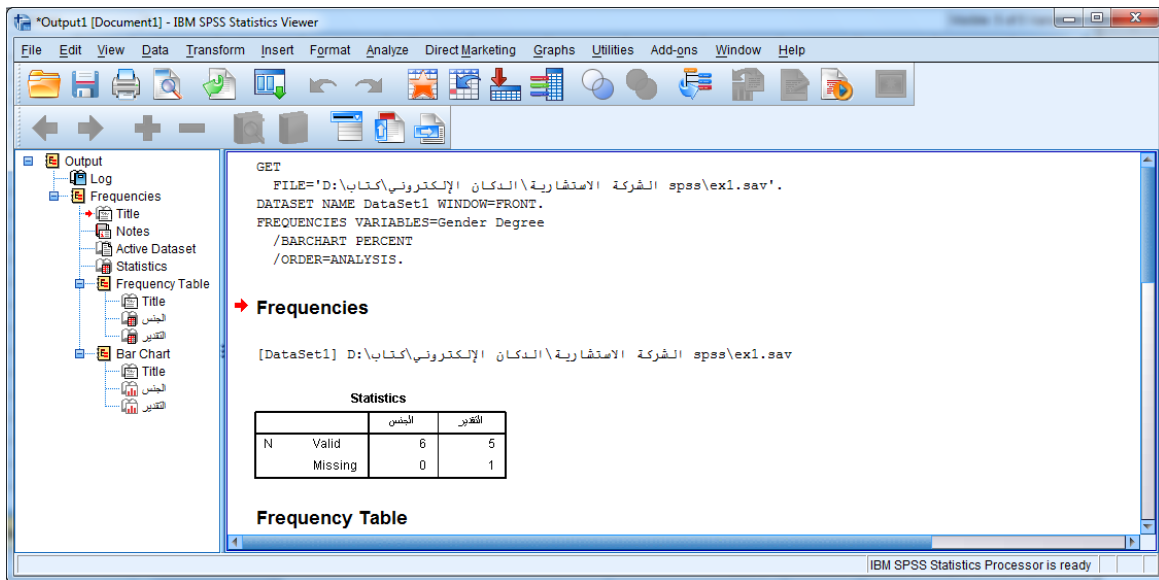 *Output1 [Document1] - IBM SPSS Statistics Viewer
File Edit View Data Transform Insert Format Analyze Direct Marketing Graphs Utilities Add-ons Window Help
Output
Log
Frequencies
Title
Notes
Active Dataset
Statistics
Frequency Table
Title
الجنس
التقدير
Bar Chart
Title
الجنس
التقدير
GET
FILE='D:\الشركة الاستشارية\الدكان الإلكتروني\كتاب spss\ex1.sav'.
DATASET NAME DataSet1 WINDOW=FRONT.
FREQUENCIES VARIABLES=Gender Degree
/BARCHART PERCENT
/ORDER=ANALYSIS.
Frequencies
[DataSet1] D:\الشركة الاستشارية\الدكان الإلكتروني\كتاب spss\ex1.sav
Statistics
الجنس التقدير
N Valid 6 5
Missing 0 1
Frequency Table
IBM SPSS Statistics Processor is ready